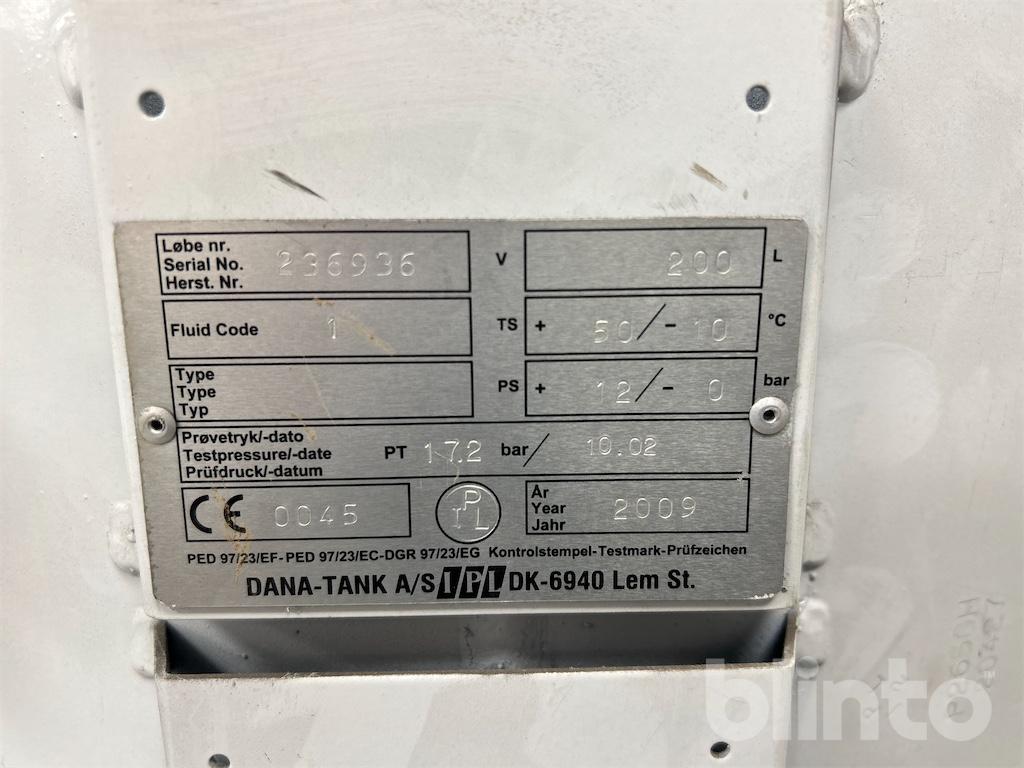 Løbe nr.
Serial No. 236936
Herst. Nr.
V 200 L
Fluid Code 1
TS + 50/-10 °C
Type
Type
Typ
PS + 12/- 0 bar
Prøvetryk/-dato
Testpressure/-date PT 17.2 bar/ 10.02
Prüfdruck/-datum
CE 0045
IPL
År
Year 2009
Jahr
PED 97/23/EF- PED 97/23/EC-DGR 97/23/EG Kontrolstempel-Testmark-Prüfzeichen
DANA-TANK A/S IPL DK-6940 Lem St.
blinto